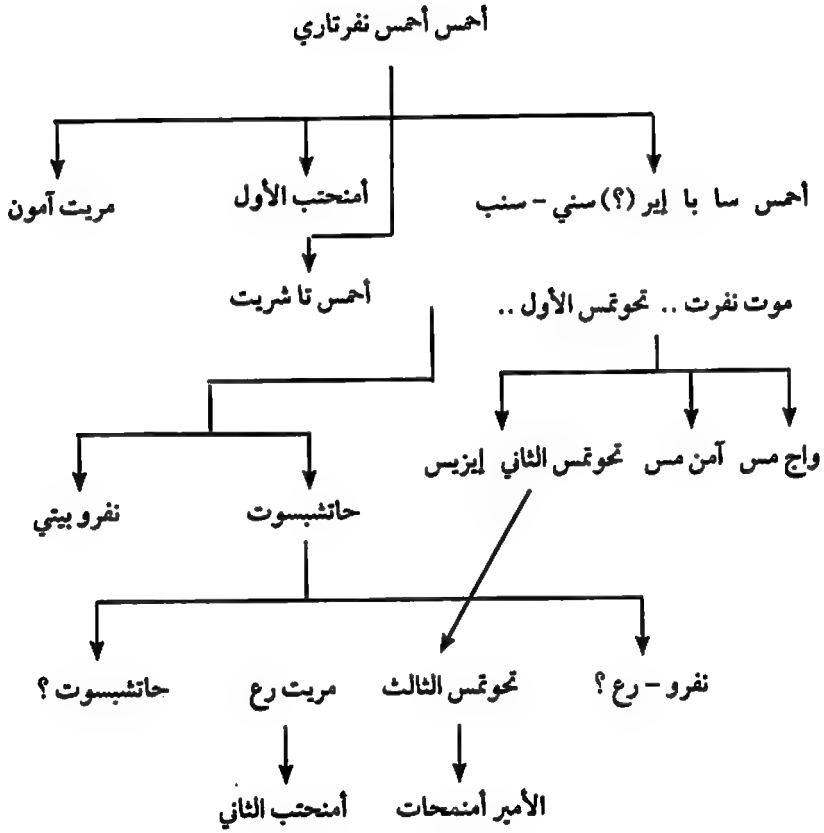 أحمس أحمس نفرتاري
أحمس سا با إير (؟) سني - سنب أمنحتب الأول مريت آمون
أحمس تا شريت
موت نفرت .. تحوتمس الأول ..
واج مس آمن مس تحوتمس الثاني إيزيس
حاتشبسوت نفرو بيتي
نفرو - رع ؟ تحوتمس الثالث مريت رع حاتشبسوت ؟
الأمير أمنمحات أمنحتب الثاني